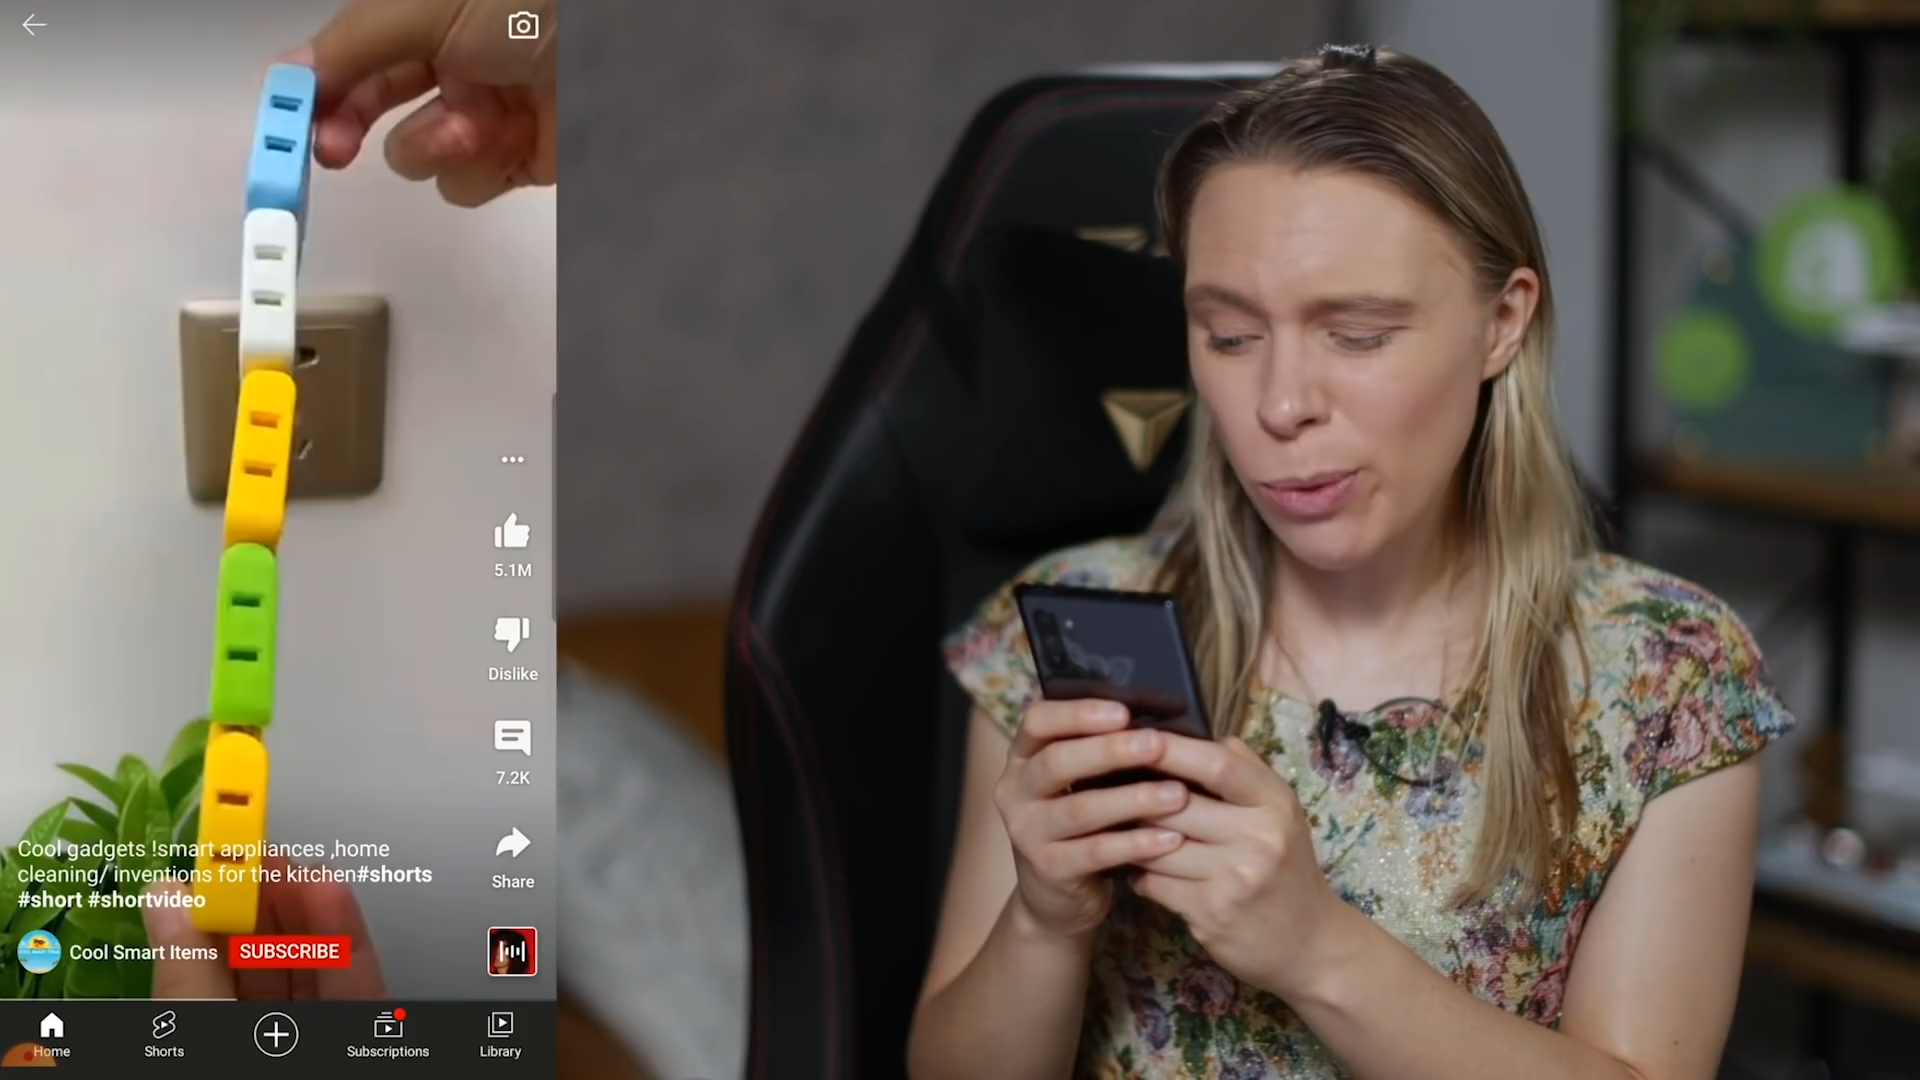 5.1M
Dislike
7.2K
Cool gadgets !smart appliances ,home
cleaning/ inventions for the kitchen#shorts
#short #shortvideo
Share
Cool Smart Items SUBSCRIBE
Home Shorts Subscriptions Library